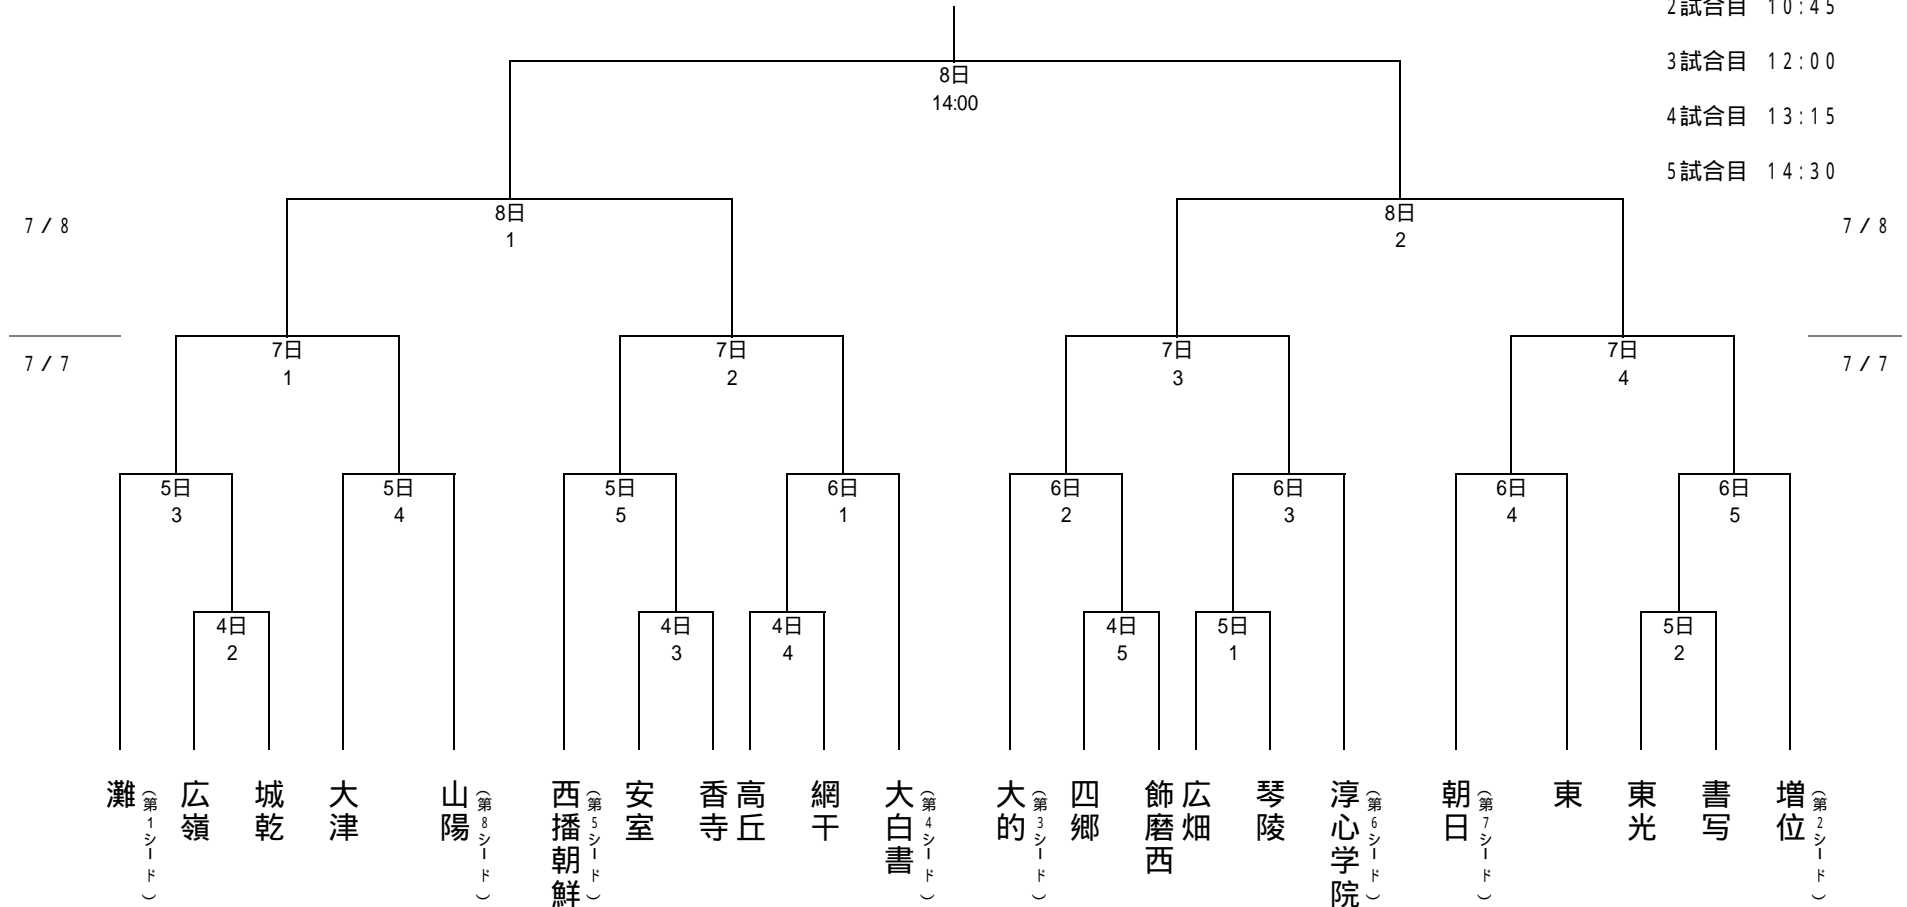 2試合目 10:45
8日
14:00
3試合目 12:00
4試合目 13:15
5試合目 14:30
7/8
8日
1
8日
2
7/8
7/7
7日
1
7日
2
7日
3
7日
4
7/7
5日
3
5日
4
5日
5
6日
1
6日
2
6日
3
6日
4
6日
5
4日
2
4日
3
4日
4
4日
5
5日
1
5日
2
灘(第1シード)
広嶺
城乾
大津
山陽(第8シード)
西播朝鮮(第5シード)
安室
香寺
高丘
網干
大白書(第4シード)
大的(第3シード)
四郷
飾磨西
広畑
琴陵
淳心学院(第6シード)
朝日(第7シード)
東
東光
書写
増位(第2シード)